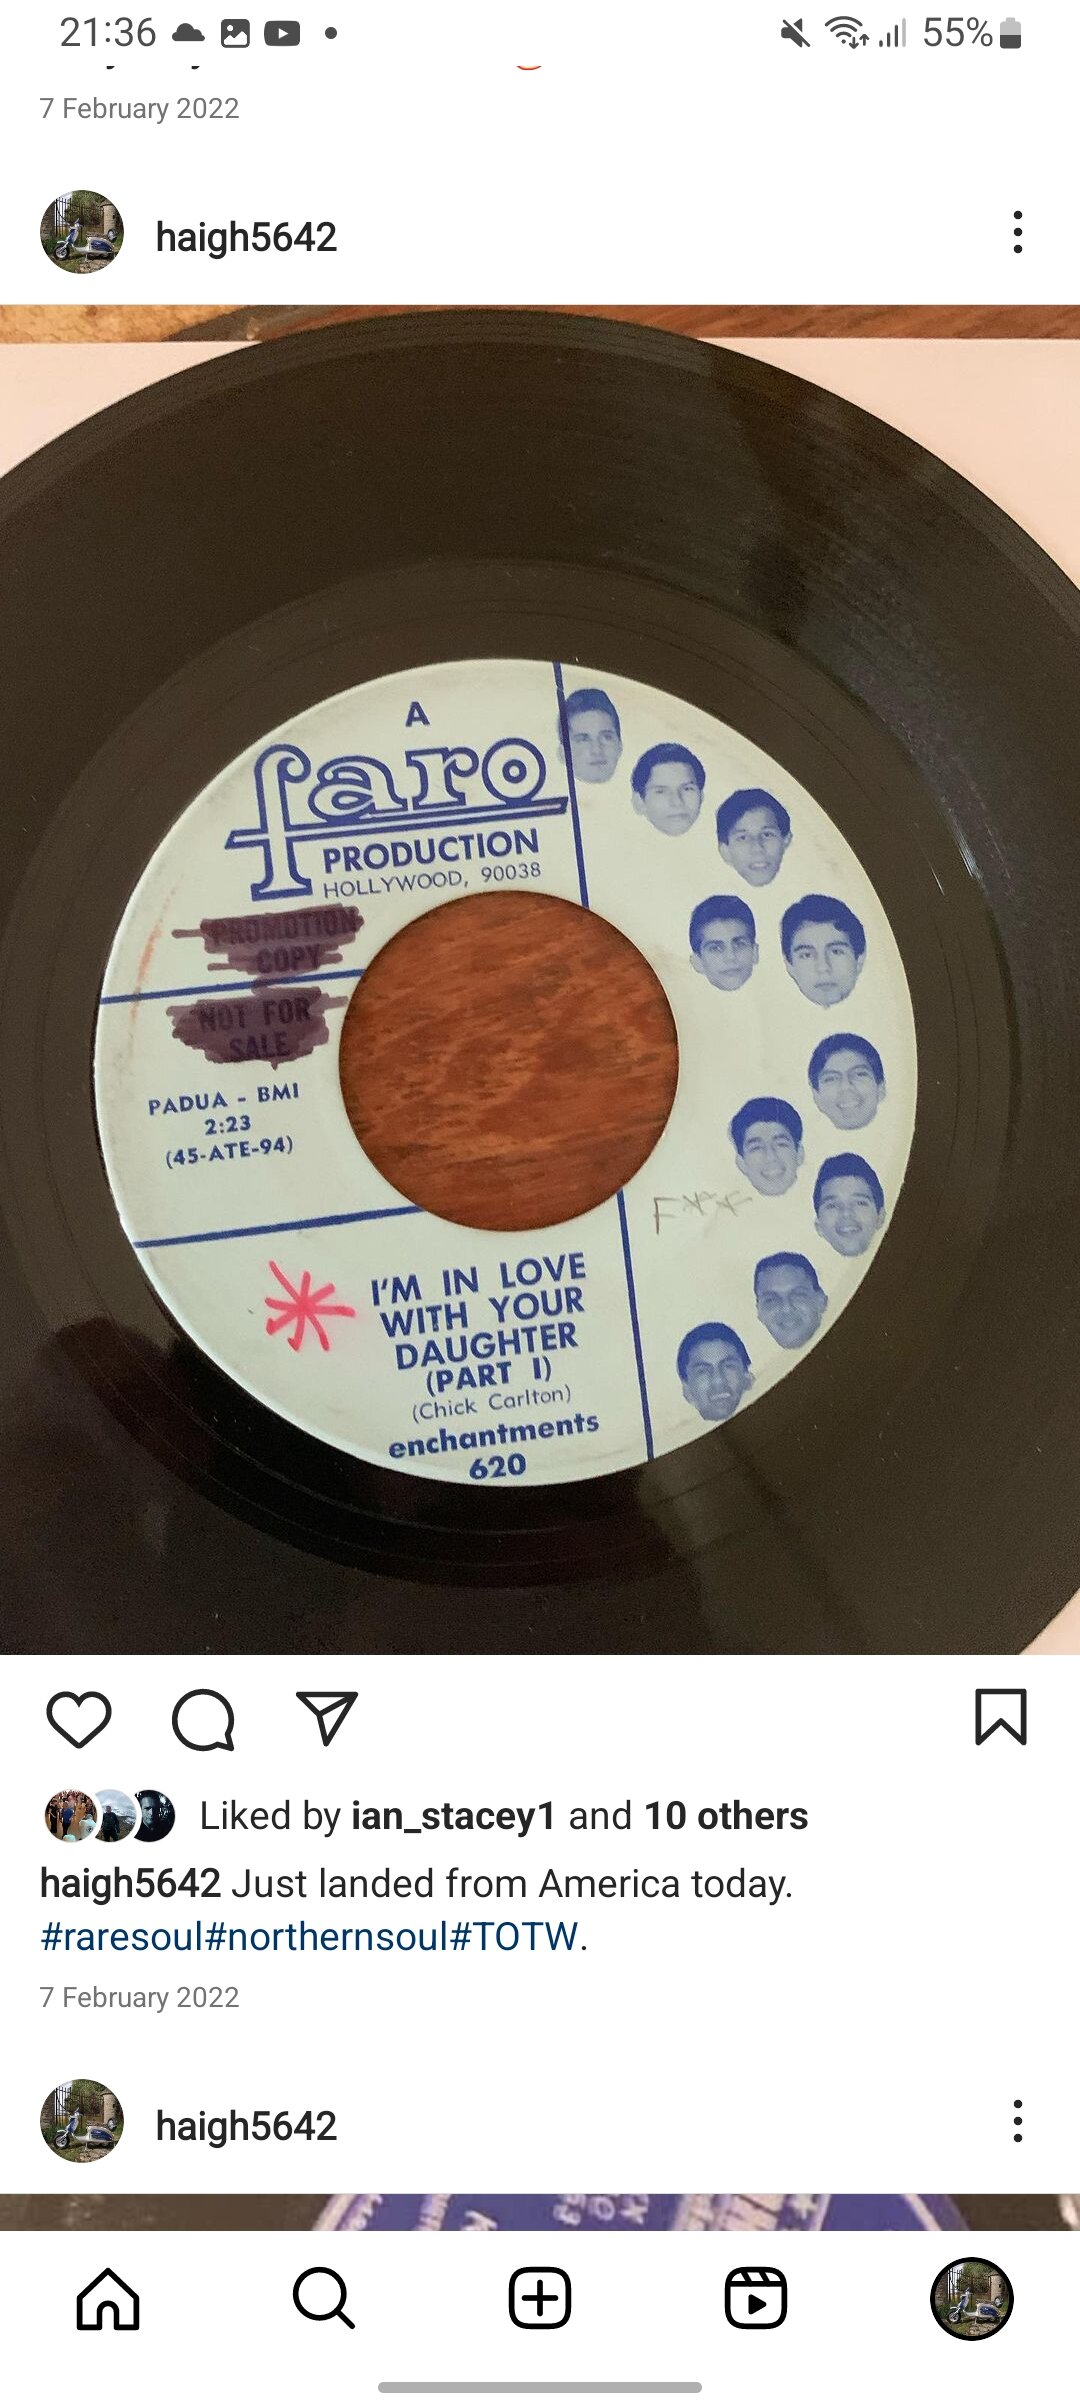 21:36
55%
7 February 2022
haigh5642
A
faro
PRODUCTION
HOLLYWOOD, 90038
PROMOTION
COPY
NOT FOR
SALE
PADUA - BMI
2:23
(45-ATE-94)
I'M IN LOVE
WITH YOUR
DAUGHTER
(PART I)
(Chick Carlton)
enchantments
620
Liked by ian_stacey1 and 10 others
haigh5642 Just landed from America today.
#raresoul#northernsoul#TOTW.
7 February 2022
haigh5642